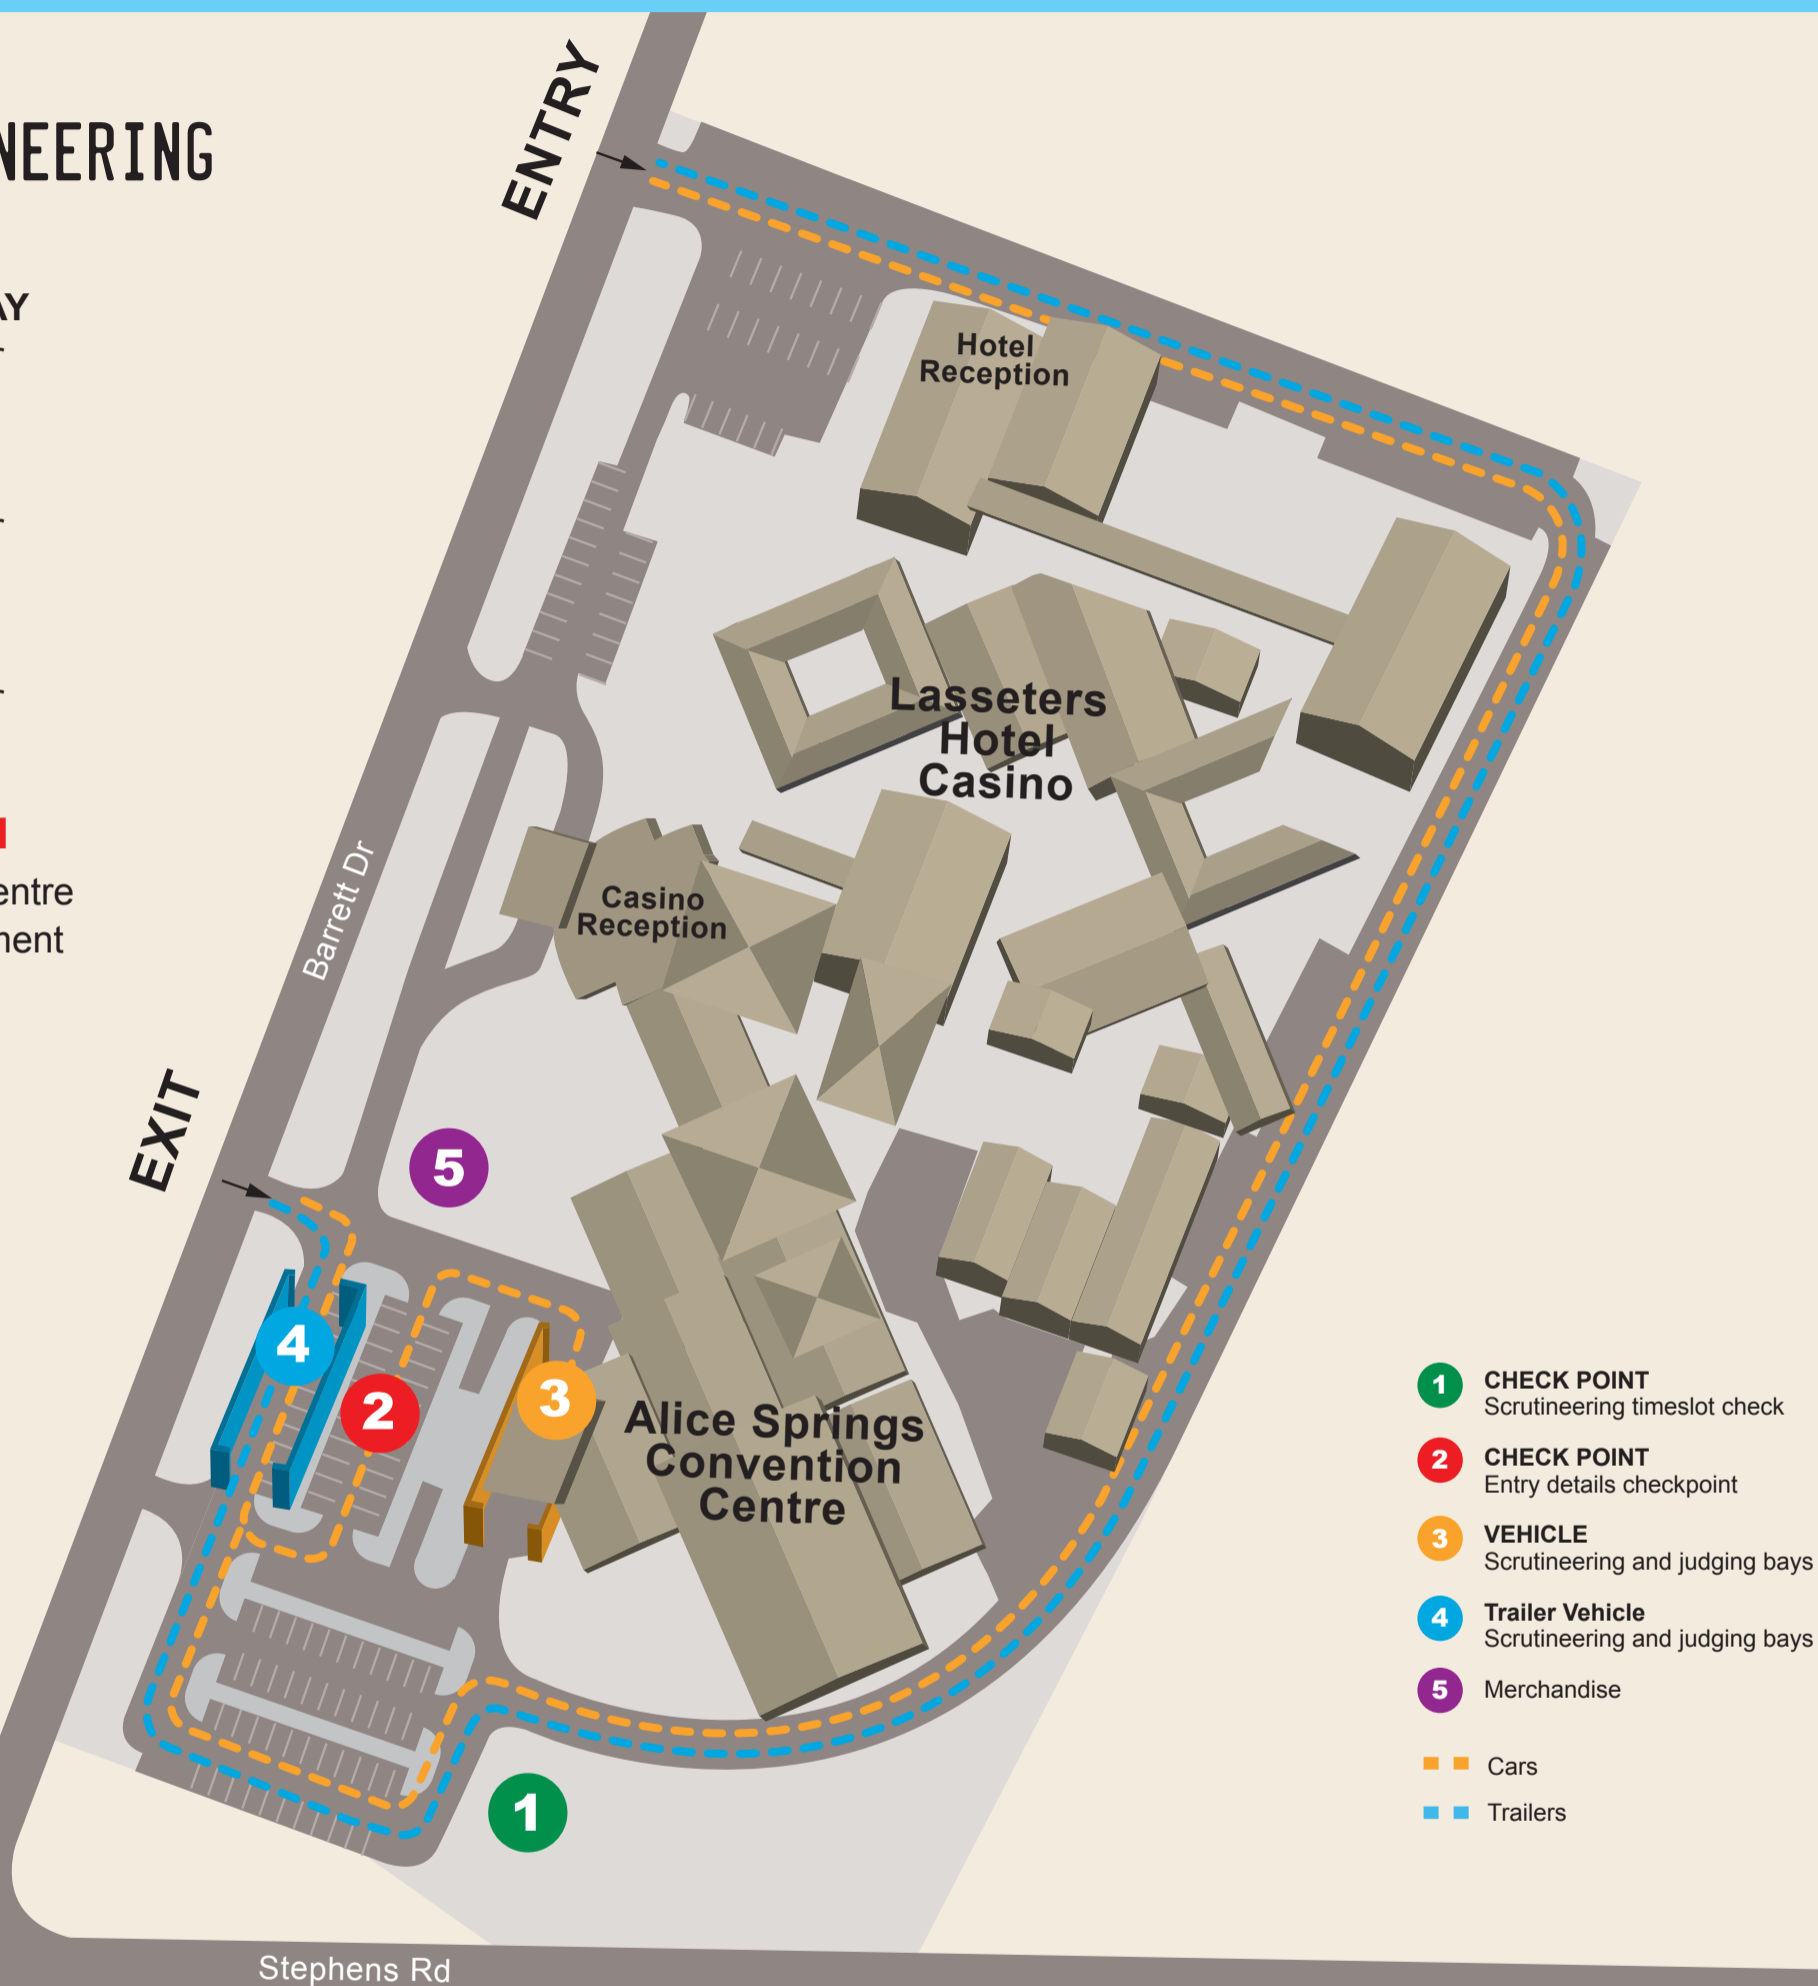 NEERING
AY
entre
ment
ENTRY
Hotel
Reception
Lasseters
Hotel
Casino
Casino
Reception
Barrett Dr
EXIT
5
4
2
3
Alice Springs
Convention
Centre
1
Stephens Rd
1 CHECK POINT
Scrutineering timeslot check
2 CHECK POINT
Entry details checkpoint
3 VEHICLE
Scrutineering and judging bays
4 Trailer Vehicle
Scrutineering and judging bays
5 Merchandise
Cars
Trailers